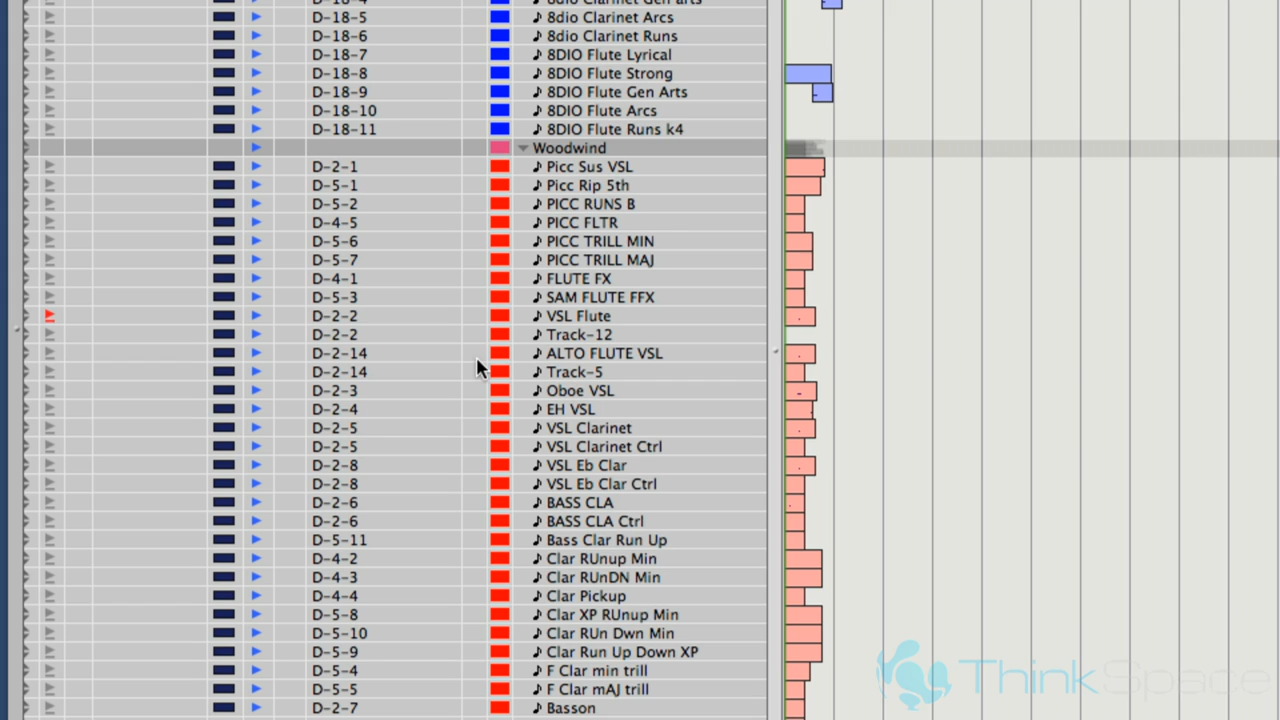 D-18-4 8dio Clarinet Gen arts
D-18-5 8dio Clarinet Arcs
D-18-6 8dio Clarinet Runs
D-18-7 8DIO Flute Lyrical
D-18-8 8DIO Flute Strong
D-18-9 8DIO Flute Gen Arts
D-18-10 8DIO Flute Arcs
D-18-11 8DIO Flute Runs k4
Woodwind
D-2-1 Picc Sus VSL
D-5-1 Picc Rip 5th
D-5-2 PICC RUNS B
D-4-5 PICC FLTR
D-5-6 PICC TRILL MIN
D-5-7 PICC TRILL MAJ
D-4-1 FLUTE FX
D-5-3 SAM FLUTE FFX
D-2-2 VSL Flute
D-2-2 Track-12
D-2-14 ALTO FLUTE VSL
D-2-14 Track-5
D-2-3 Oboe VSL
D-2-4 EH VSL
D-2-5 VSL Clarinet
D-2-5 VSL Clarinet Ctrl
D-2-8 VSL Eb Clar
D-2-8 VSL Eb Clar Ctrl
D-2-6 BASS CLA
D-2-6 BASS CLA Ctrl
D-5-11 Bass Clar Run Up
D-4-2 Clar RUnup Min
D-4-3 Clar RUnDN Min
D-4-4 Clar Pickup
D-5-8 Clar XP RUnup Min
D-5-10 Clar RUn Dwn Min
D-5-9 Clar Run Up Down XP
D-5-4 F Clar min trill
D-5-5 F Clar mAJ trill
D-2-7 Basson
ThinkSpace